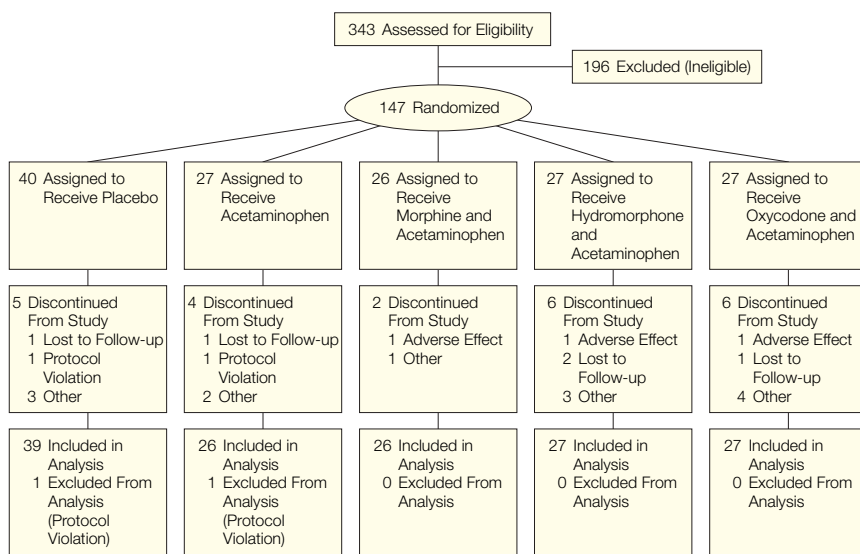 343 Assessed for Eligibility
196 Excluded (Ineligible)
147 Randomized
40 Assigned to
Receive Placebo
27 Assigned to
Receive
Acetaminophen
26 Assigned to
Receive
Morphine and
Acetaminophen
27 Assigned to
Receive
Hydromorphone
and
Acetaminophen
27 Assigned to
Receive
Oxycodone and
Acetaminophen
5 Discontinued
From Study
1 Lost to Follow-up
1 Protocol
Violation
3 Other
4 Discontinued
From Study
1 Lost to Follow-up
1 Protocol
Violation
2 Other
2 Discontinued
From Study
1 Adverse Effect
1 Other
6 Discontinued
From Study
1 Adverse Effect
2 Lost to
Follow-up
3 Other
6 Discontinued
From Study
1 Adverse Effect
1 Lost to
Follow-up
4 Other
39 Included in
Analysis
1 Excluded From
Analysis
(Protocol
Violation)
26 Included in
Analysis
1 Excluded From
Analysis
(Protocol
Violation)
26 Included in
Analysis
0 Excluded From
Analysis
27 Included in
Analysis
0 Excluded From
Analysis
27 Included in
Analysis
0 Excluded From
Analysis